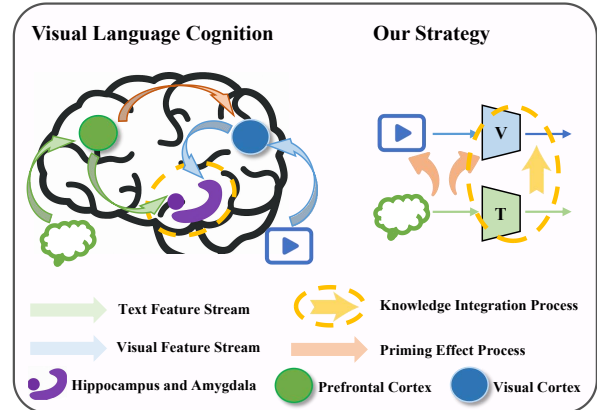 Visual Language Cognition
Our Strategy
V
T
Text Feature Stream
Knowledge Integration Process
Visual Feature Stream
Priming Effect Process
Hippocampus and Amygdala
Prefrontal Cortex
Visual Cortex